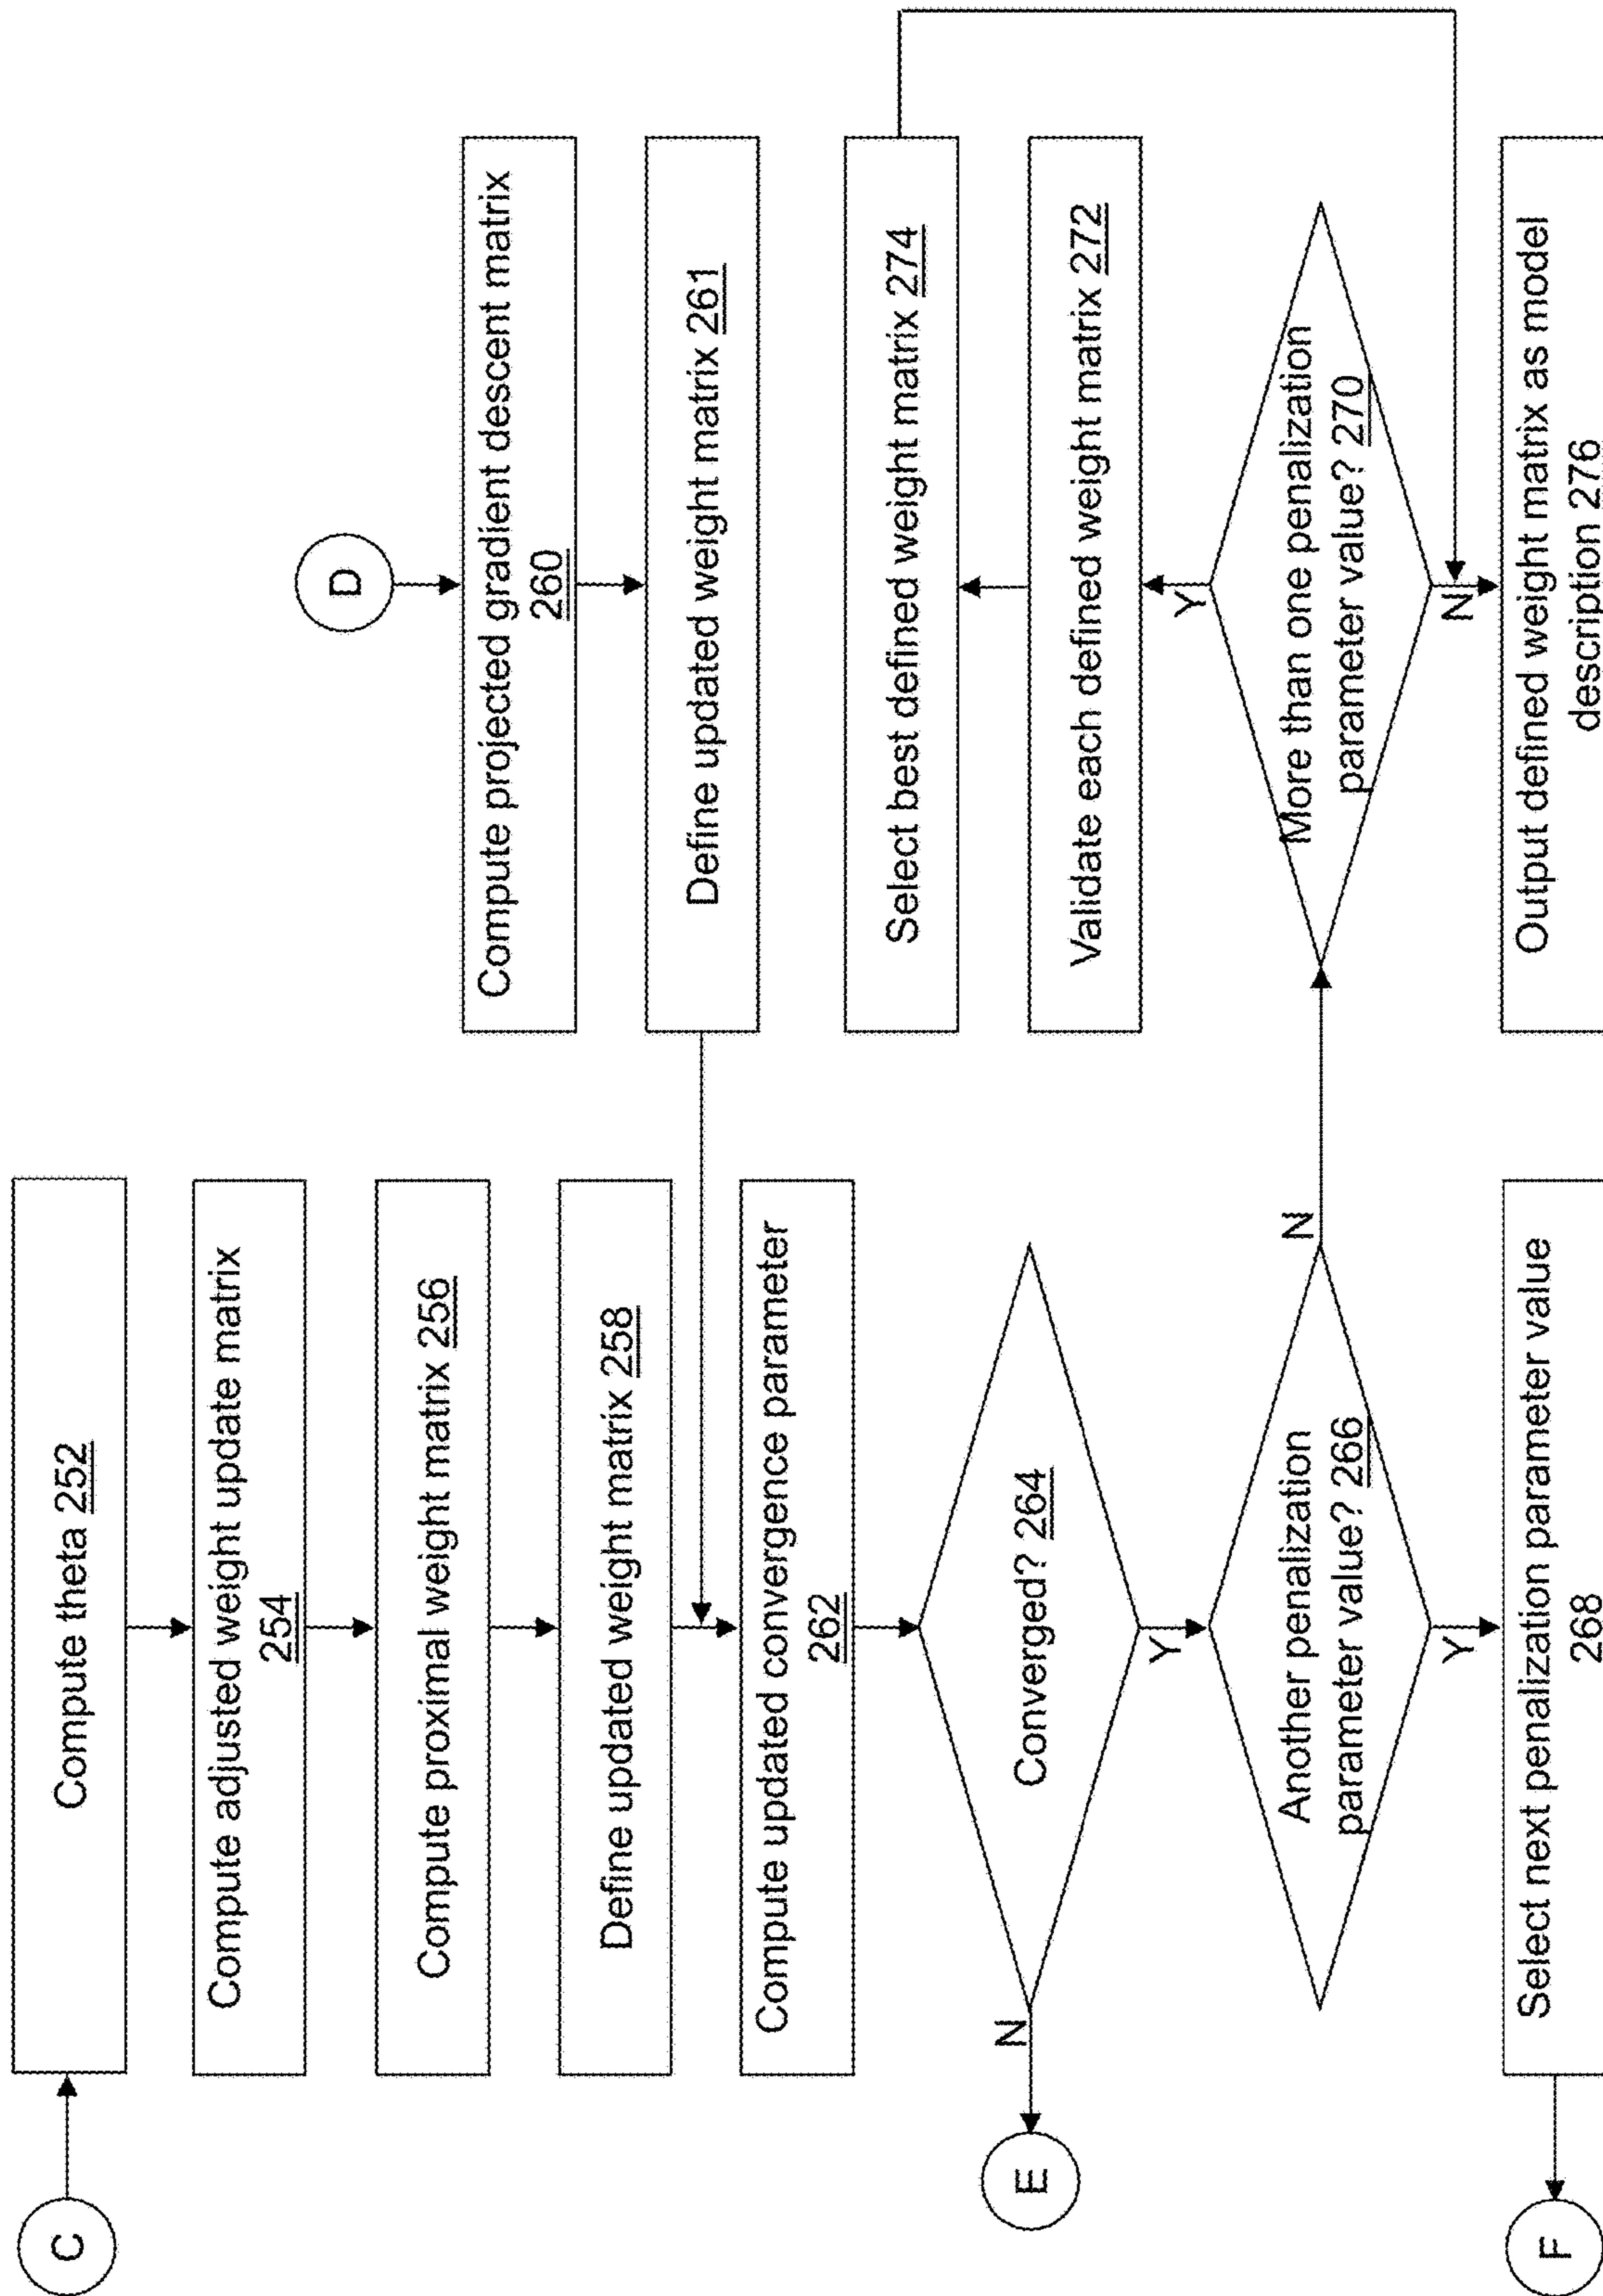 C
Compute theta 252
Compute adjusted weight update matrix
254
Compute proximal weight matrix 256
Define updated weight matrix 258
Compute updated convergence parameter
262
Converged? 264
N
E
Y
Another penalization
parameter value? 266
N
Y
Select next penalization parameter value
268
F
D
Compute projected gradient descent matrix
260
Define updated weight matrix 261
Select best defined weight matrix 274
Validate each defined weight matrix 272
Y
More than one penalization
parameter value? 270
N
Output defined weight matrix as model
description 276